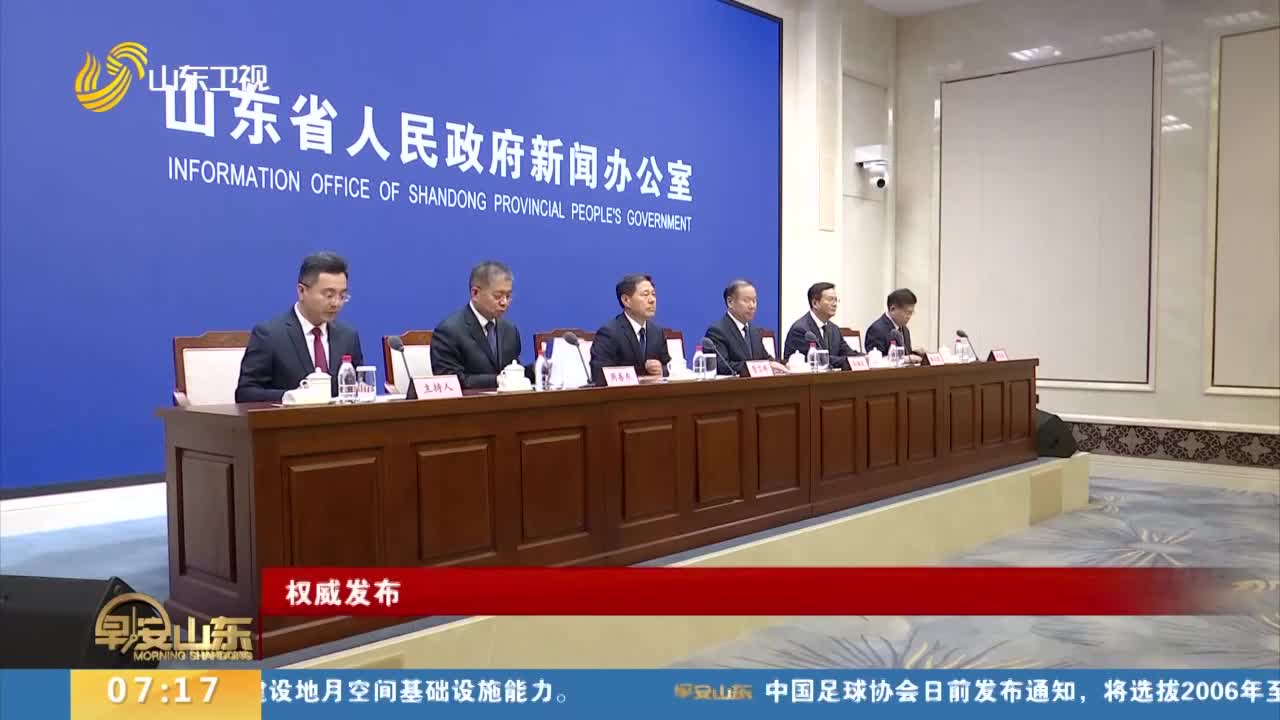 山东卫视
山东省人民政府新闻办公室
INFORMATION OFFICE OF SHANDONG PROVINCIAL PEOPLE'S GOVERNMENT
主持人
权威发布
早安山东
MORNING SHANDONG
07:17
建设地月空间基础设施能力。
早安山东
中国足球协会日前发布通知，将选拔2006年至